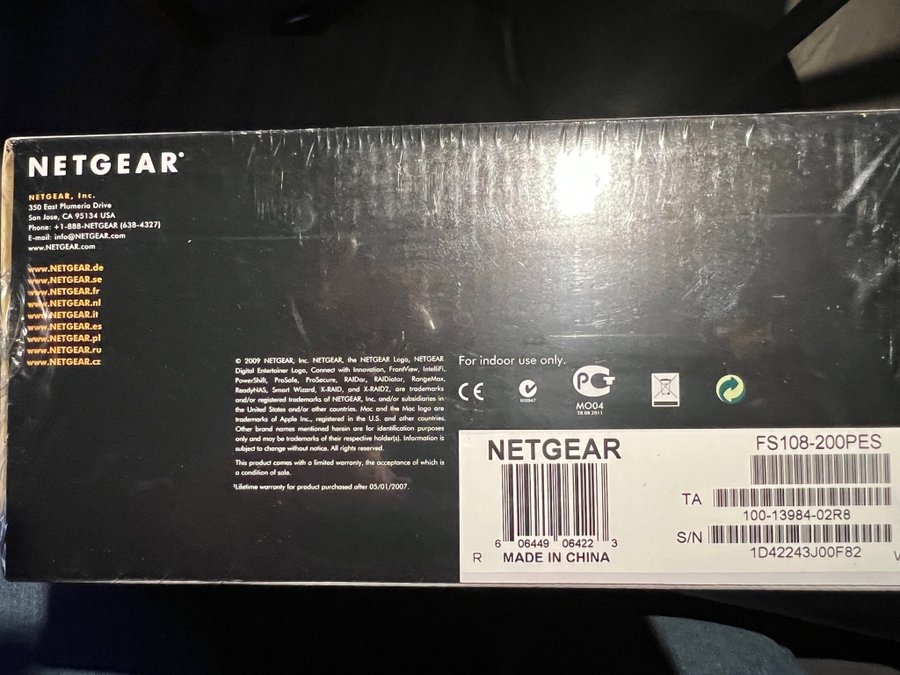 NETGEAR®
NETGEAR, Inc.
350 East Plumeria Drive
San Jose, CA 95134 USA
Phone: +1-888-NETGEAR (638-4327)
E-mail: info@NETGEAR.com
www.NETGEAR.com
www.NETGEAR.de
www.NETGEAR.se
www.NETGEAR.fr
www.NETGEAR.nl
www.NETGEAR.it
www.NETGEAR.es
www.NETGEAR.pl
www.NETGEAR.ru
www.NETGEAR.cz
© 2009 NETGEAR, Inc. NETGEAR, the NETGEAR Logo, NETGEAR
Digital Entertainer Logo, Connect with Innovation, FrontView, IntelliFi,
PowerShift, ProSafe, ProSecure, RAIDar, RAIDiator, RangeMax,
ReadyNAS, Smart Wizard, X-RAID, and X-RAID2, are trademarks
and/or registered trademarks of NETGEAR, Inc. and/or subsidiaries in
the United States and/or other countries. Mac and the Mac logo are
trademarks of Apple Inc., registered in the U.S. and other countries.
Other brand names mentioned herein are for identification purposes
only and may be trademarks of their respective holder(s). Information is
subject to change without notice. All rights reserved.
This product comes with a limited warranty, the acceptance of which is
a condition of sale.
†Lifetime warranty for product purchased after 05/01/2007.
For indoor use only.
CE
N10947
MO04
28.08.2011
NETGEAR
6 06449 06422 3
R MADE IN CHINA
FS108-200PES
TA
100-13984-02R8
S/N
1D42243J00F82